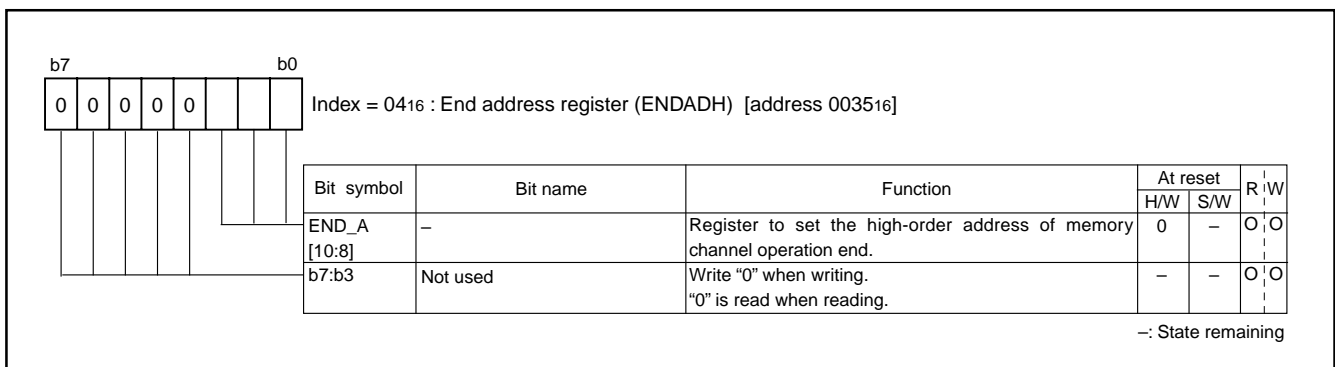 b7 b0
0 0 0 0 0 Index = 0416 : End address register (ENDADH) [address 003516]
Bit symbol Bit name Function At reset R W
H/W S/W
END_A – Register to set the high-order address of memory 0 – O O
[10:8] channel operation end.
b7:b3 Not used Write “0” when writing. – – O O
“0” is read when reading.
–: State remaining